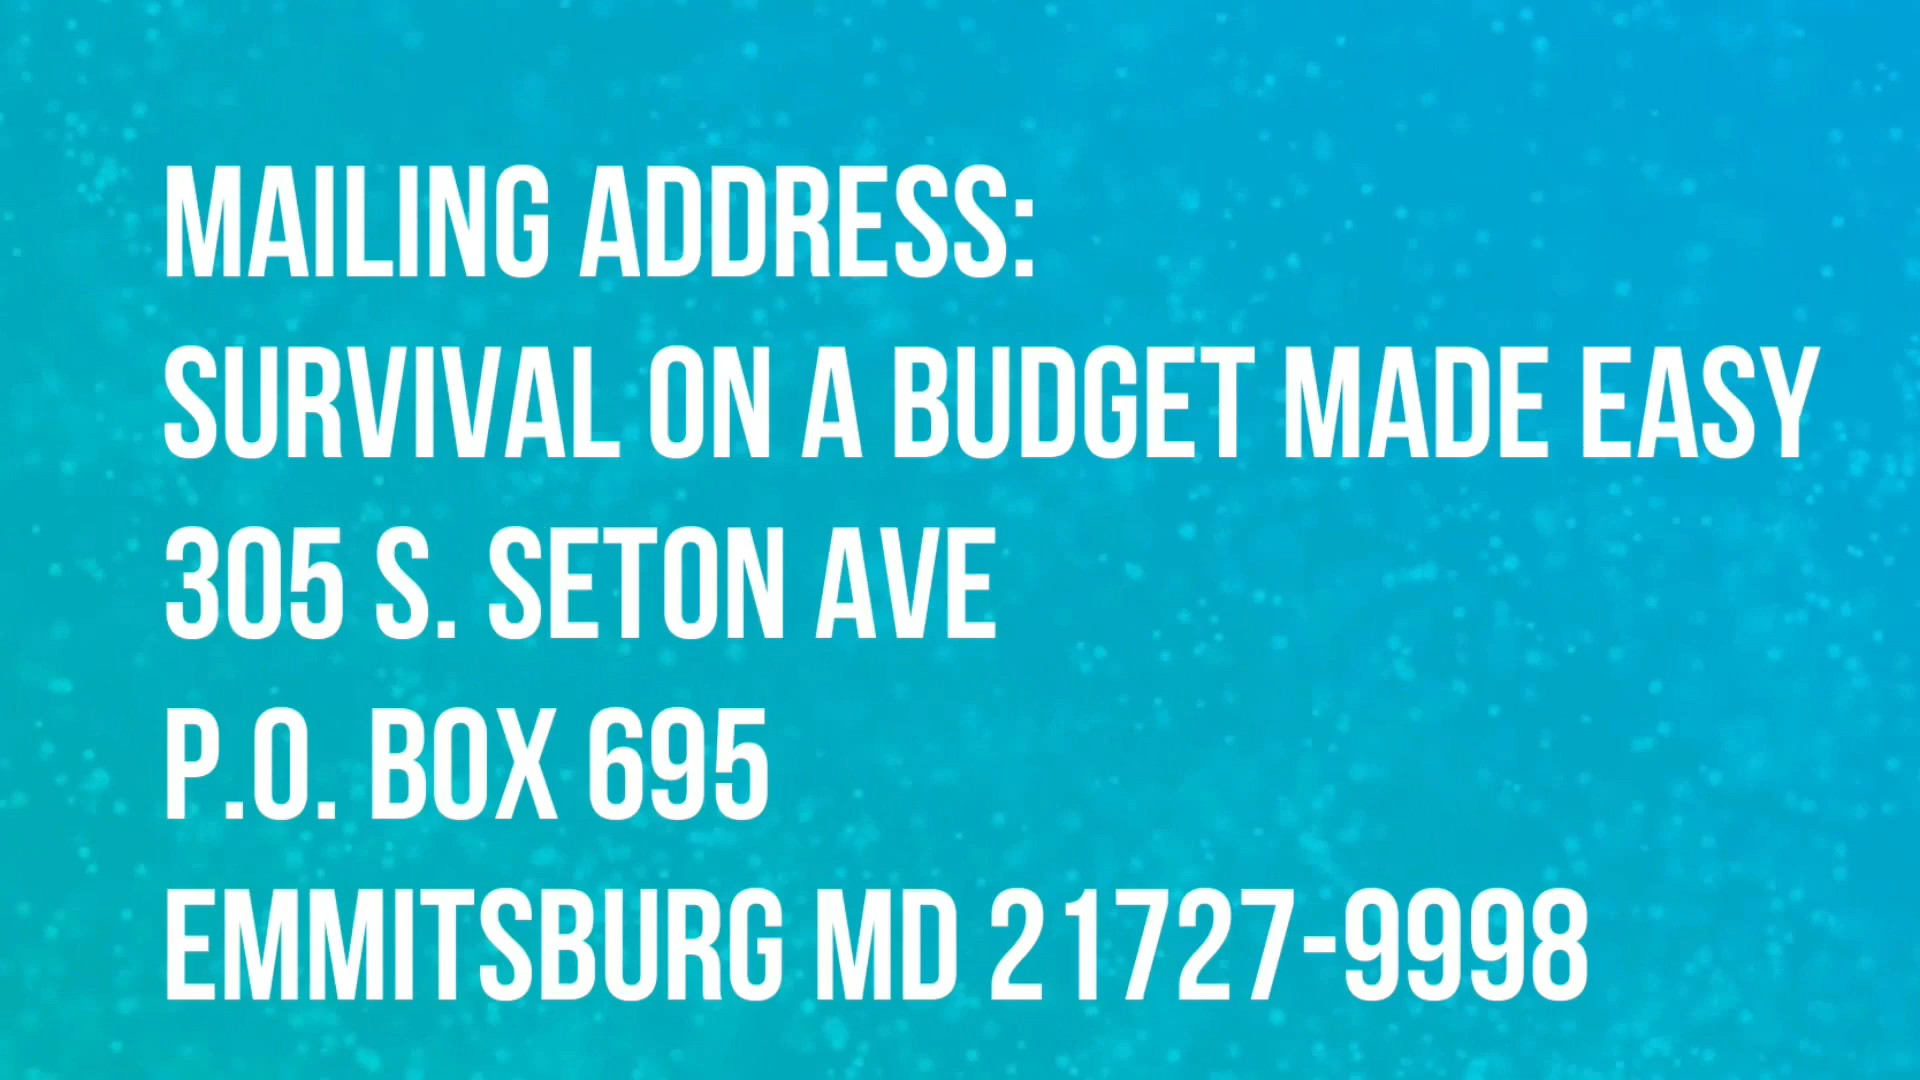 MAILING ADDRESS:
SURVIVAL ON A BUDGET MADE EASY
305 S. SETON AVE
P.O. BOX 695
EMMITSBURG MD 21727-9998